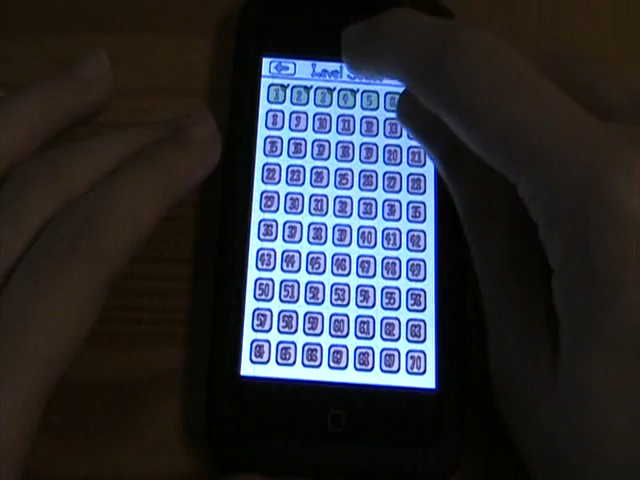 Level
1 2 3 4 5
8 9 10 11 12 13
15 16 17 18 19 20 21
22 23 24 25 26 27 28
29 30 31 32 33 34 35
36 37 38 39 40 41 42
43 44 45 46 47 48 49
50 51 52 53 54 55 56
57 58 59 60 61 62 63
64 65 66 67 68 69 70